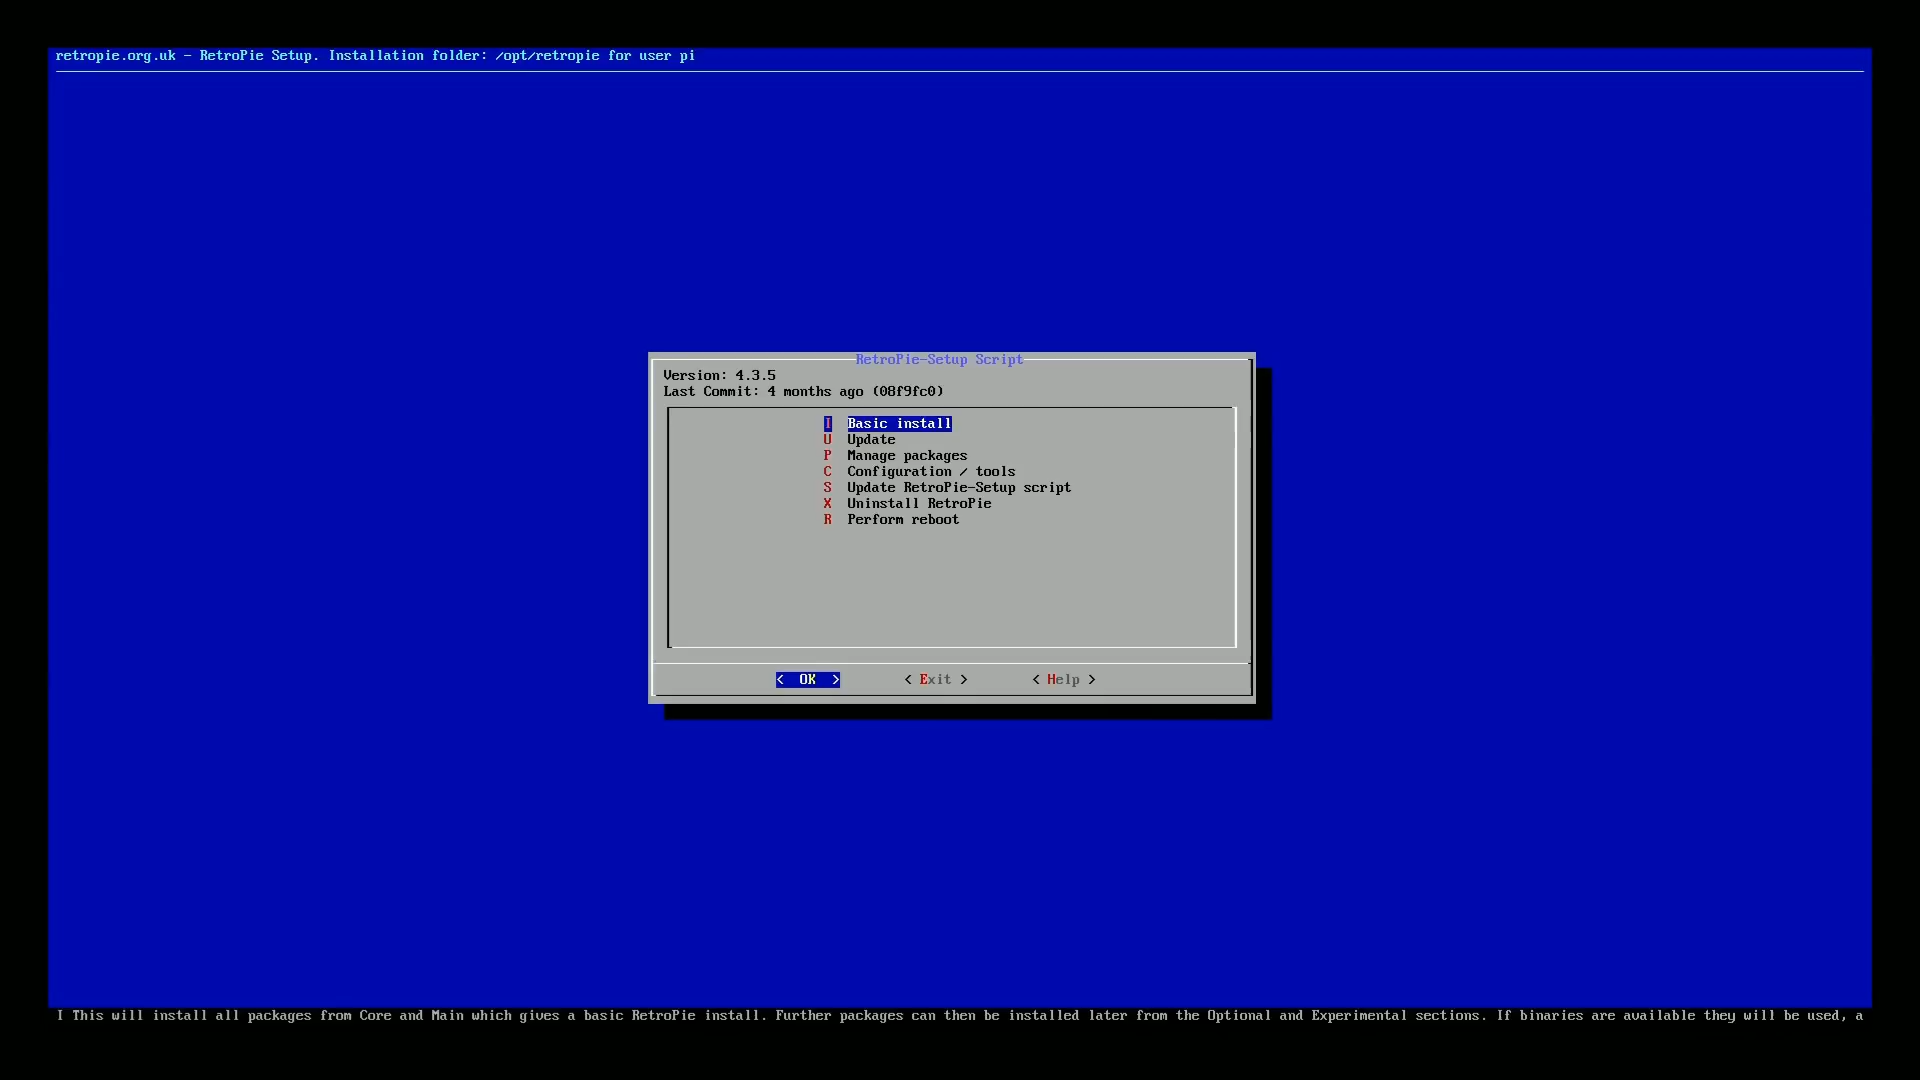 retropie.org.uk - RetroPie Setup. Installation folder: /opt/retropie for user pi
RetroPie-Setup Script
Version: 4.3.5
Last Commit: 4 months ago (08f9fc0)
I Basic install
U Update
P Manage packages
C Configuration / tools
S Update RetroPie-Setup script
X Uninstall RetroPie
R Perform reboot
< OK > < Exit > < Help >
I This will install all packages from Core and Main which gives a basic RetroPie install. Further packages can then be installed later from the Optional and Experimental sections. If binaries are available they will be used, a